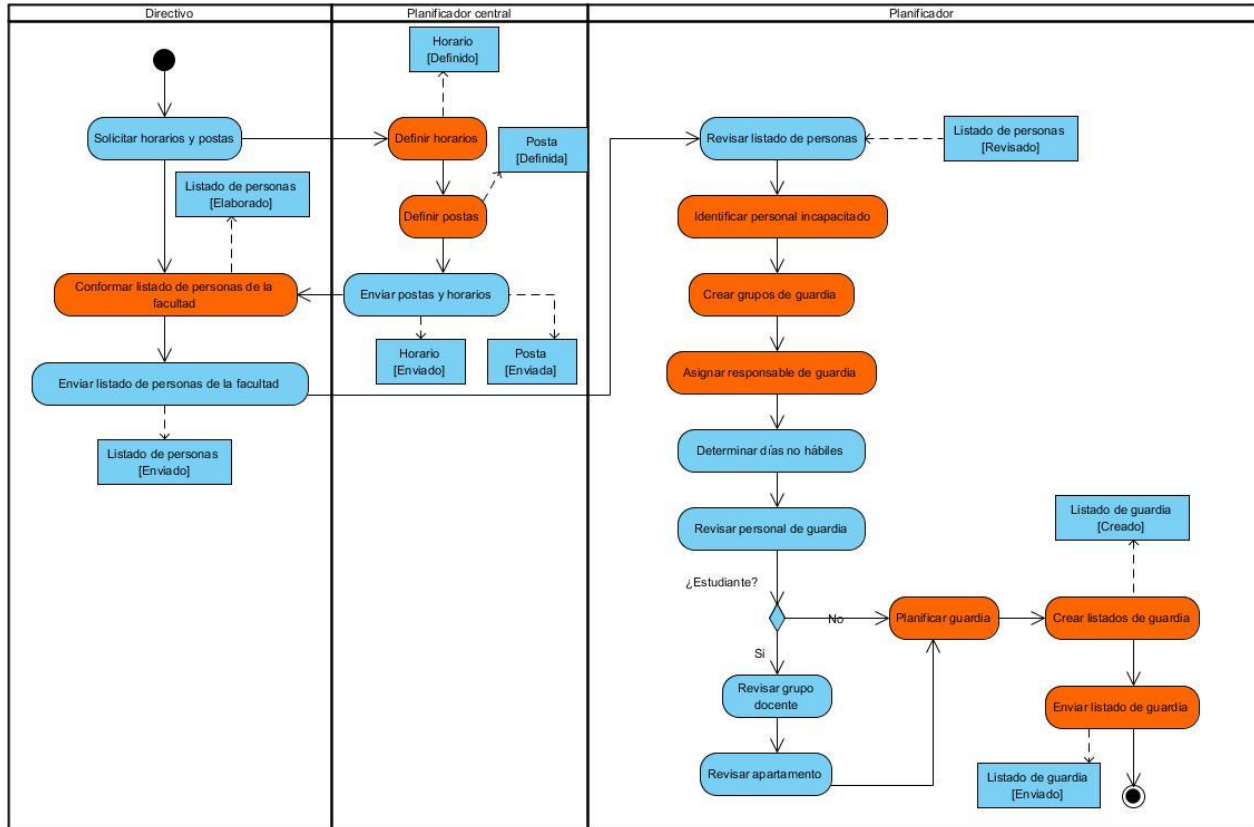 Directivo
Planificador central
Planificador
Horario
[Definido]
Solicitar horarios y postas
Definir horarios
Posta
[Definida]
Revisar listado de personas
Listado de personas
[Revisado]
Listado de personas
[Elaborado]
Definir postas
Identificar personal incapacitado
Conformar listado de personas de la
facultad
Enviar postas y horarios
Crear grupos de guardia
Horario
[Enviado]
Posta
[Enviada]
Asignar responsable de guardia
Enviar listado de personas de la facultad
Listado de personas
[Enviado]
Determinar días no hábiles
Revisar personal de guardia
Listado de guardia
[Creado]
¿Estudiante?
No
Planificar guardia
Crear listados de guardia
Si
Revisar grupo
docente
Enviar listado de guardia
Revisar apartamento
Listado de guardia
[Enviado]